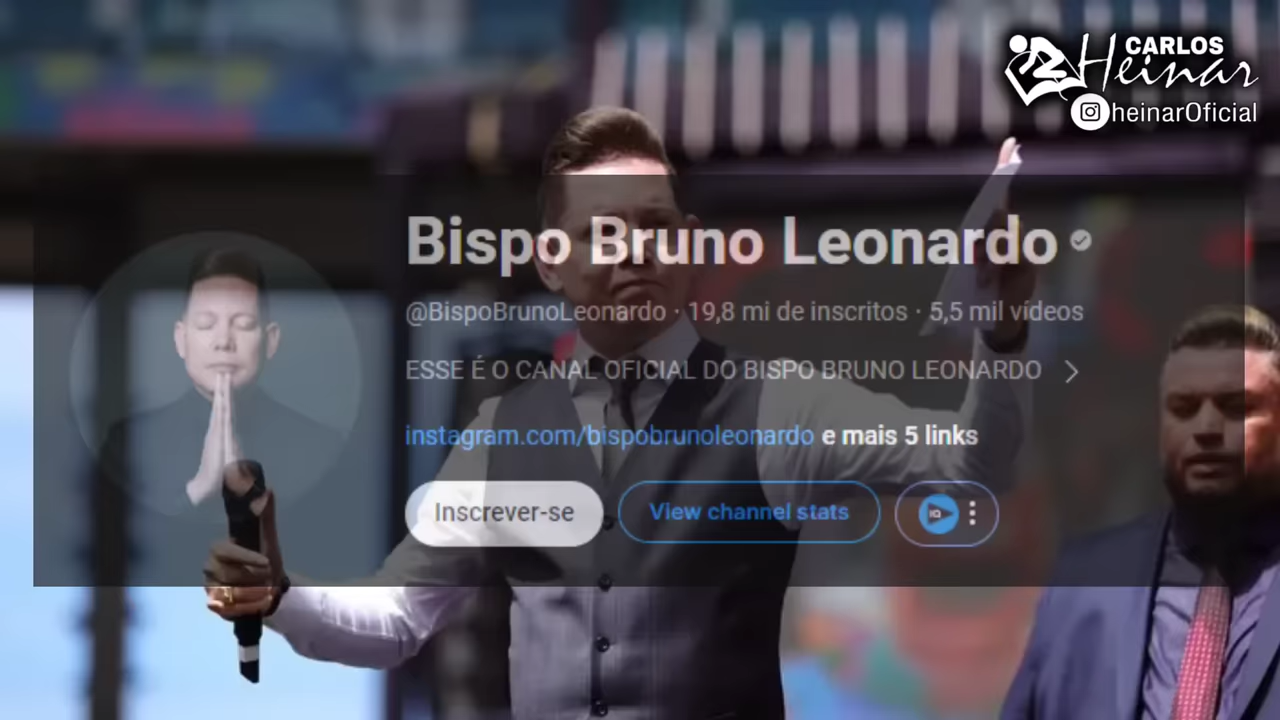 CARLOS
Heinar
heinarOficial
Bispo Bruno Leonardo
@BispoBrunoLeonardo · 19,8 mi de inscritos · 5,5 mil vídeos
ESSE É O CANAL OFICIAL DO BISPO BRUNO LEONARDO
instagram.com/bispobrunoleonardo e mais 5 links
Inscrever-se View channel stats IQ